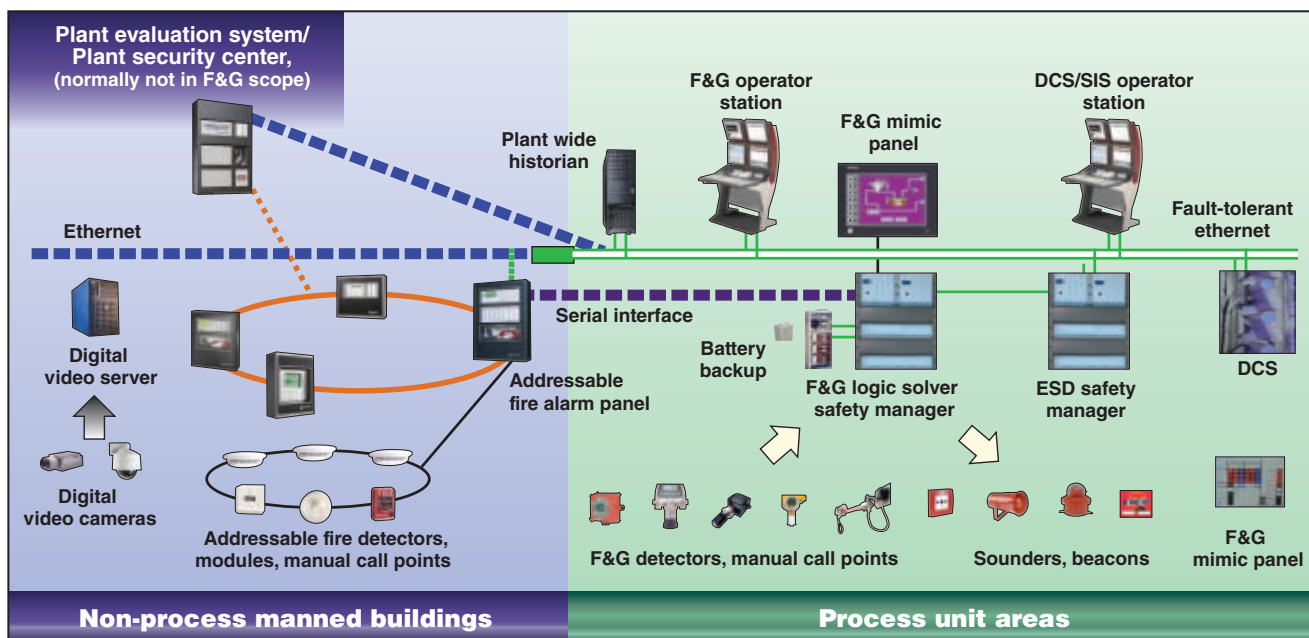 Plant evaluation system/
Plant security center,
(normally not in F&G scope)
F&G operator
station
DCS/SIS operator
station
Plant wide
historian
F&G mimic
panel
Ethernet
Fault-tolerant
ethernet
Serial interface
Digital
video server
Addressable
fire alarm panel
Battery
backup
F&G logic solver
safety manager
ESD safety
manager
DCS
Digital
video cameras
Addressable fire detectors,
modules, manual call points
F&G detectors, manual call points
Sounders, beacons
F&G
mimic panel
Non-process manned buildings
Process unit areas